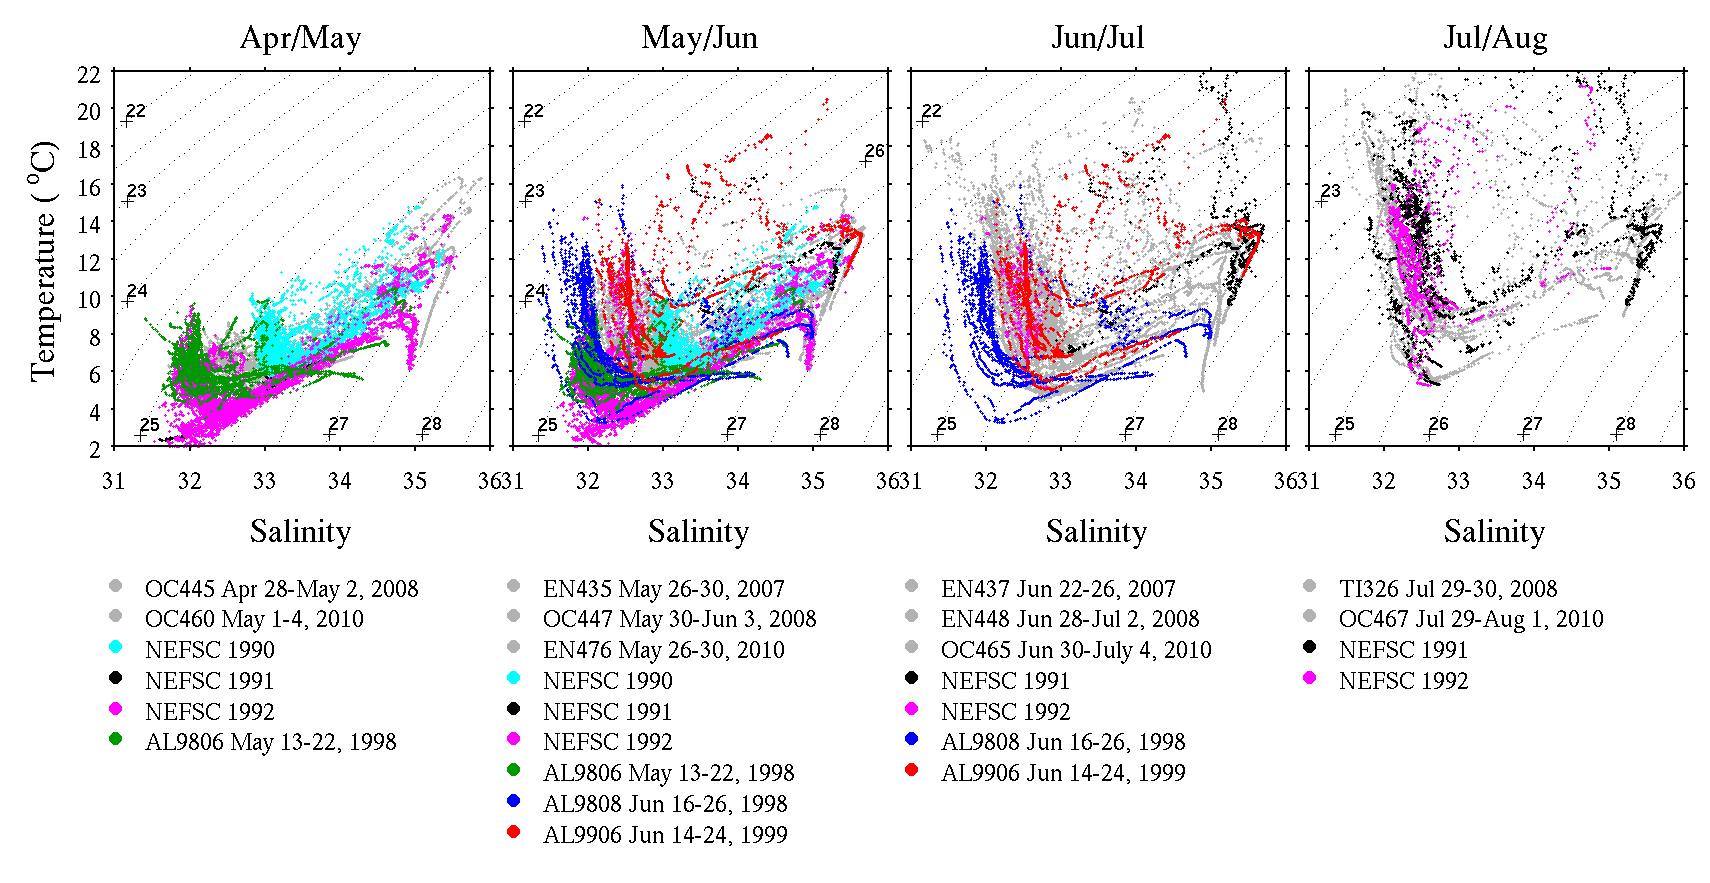 Apr/May May/Jun Jun/Jul Jul/Aug
22
20
18
16
14
12
10
8
6
4
2
Temperature ( °C)
22 22 22
26
23 23 23
24 24
25 27 28 25 27 28 25 27 28 25 26 27 28
31 32 33 34 35 36 31 32 33 34 35 36 31 32 33 34 35 36 31 32 33 34 35 36
Salinity Salinity Salinity Salinity
OC445 Apr 28-May 2, 2008
OC460 May 1-4, 2010
NEFSC 1990
NEFSC 1991
NEFSC 1992
AL9806 May 13-22, 1998
EN435 May 26-30, 2007
OC447 May 30-Jun 3, 2008
EN476 May 26-30, 2010
NEFSC 1990
NEFSC 1991
NEFSC 1992
AL9806 May 13-22, 1998
AL9808 Jun 16-26, 1998
AL9906 Jun 14-24, 1999
EN437 Jun 22-26, 2007
EN448 Jun 28-Jul 2, 2008
OC465 Jun 30-July 4, 2010
NEFSC 1991
NEFSC 1992
AL9808 Jun 16-26, 1998
AL9906 Jun 14-24, 1999
TI326 Jul 29-30, 2008
OC467 Jul 29-Aug 1, 2010
NEFSC 1991
NEFSC 1992